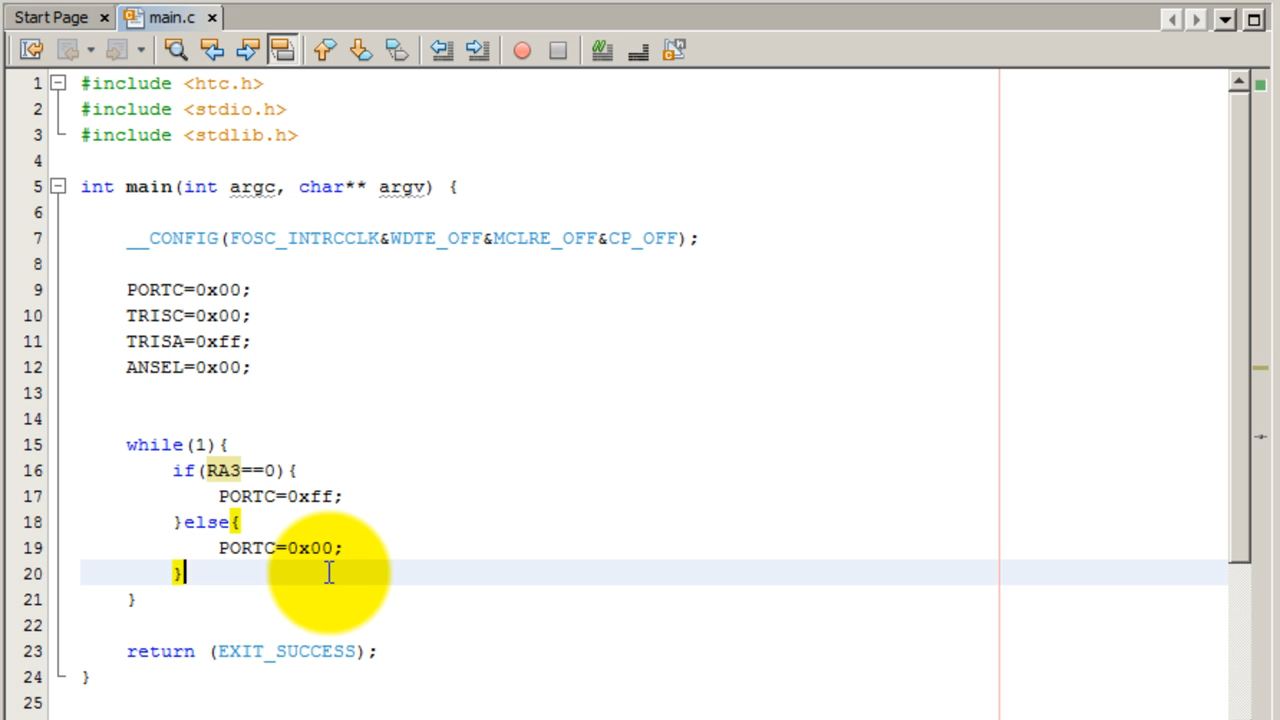 Start Page main.c
1 #include <htc.h>
2 #include <stdio.h>
3 #include <stdlib.h>
4
5 int main(int argc, char** argv) {
6
7 __CONFIG(FOSC_INTRCCLK&WDTE_OFF&MCLRE_OFF&CP_OFF);
8
9 PORTC=0x00;
10 TRISC=0x00;
11 TRISA=0xff;
12 ANSEL=0x00;
13
14
15 while(1){
16 if(RA3==0){
17 PORTC=0xff;
18 }else{
19 PORTC=0x00;
20 }
21 }
22
23 return (EXIT_SUCCESS);
24 }
25